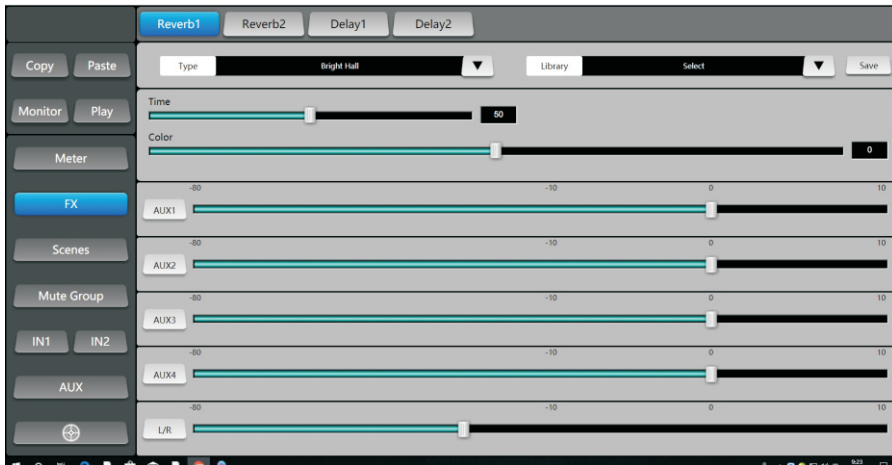 Reverb1 Reverb2 Delay1 Delay2
Copy Paste
Type Bright Hall Library Select Save
Monitor Play
Time
50
Color
0
Meter
FX
Scenes
Mute Group
IN1 IN2
AUX
-80 -10 0 10
AUX1
-80 -10 0 10
AUX2
-80 -10 0 10
AUX3
-80 -10 0 10
AUX4
-80 -10 0 10
L/R
9:23